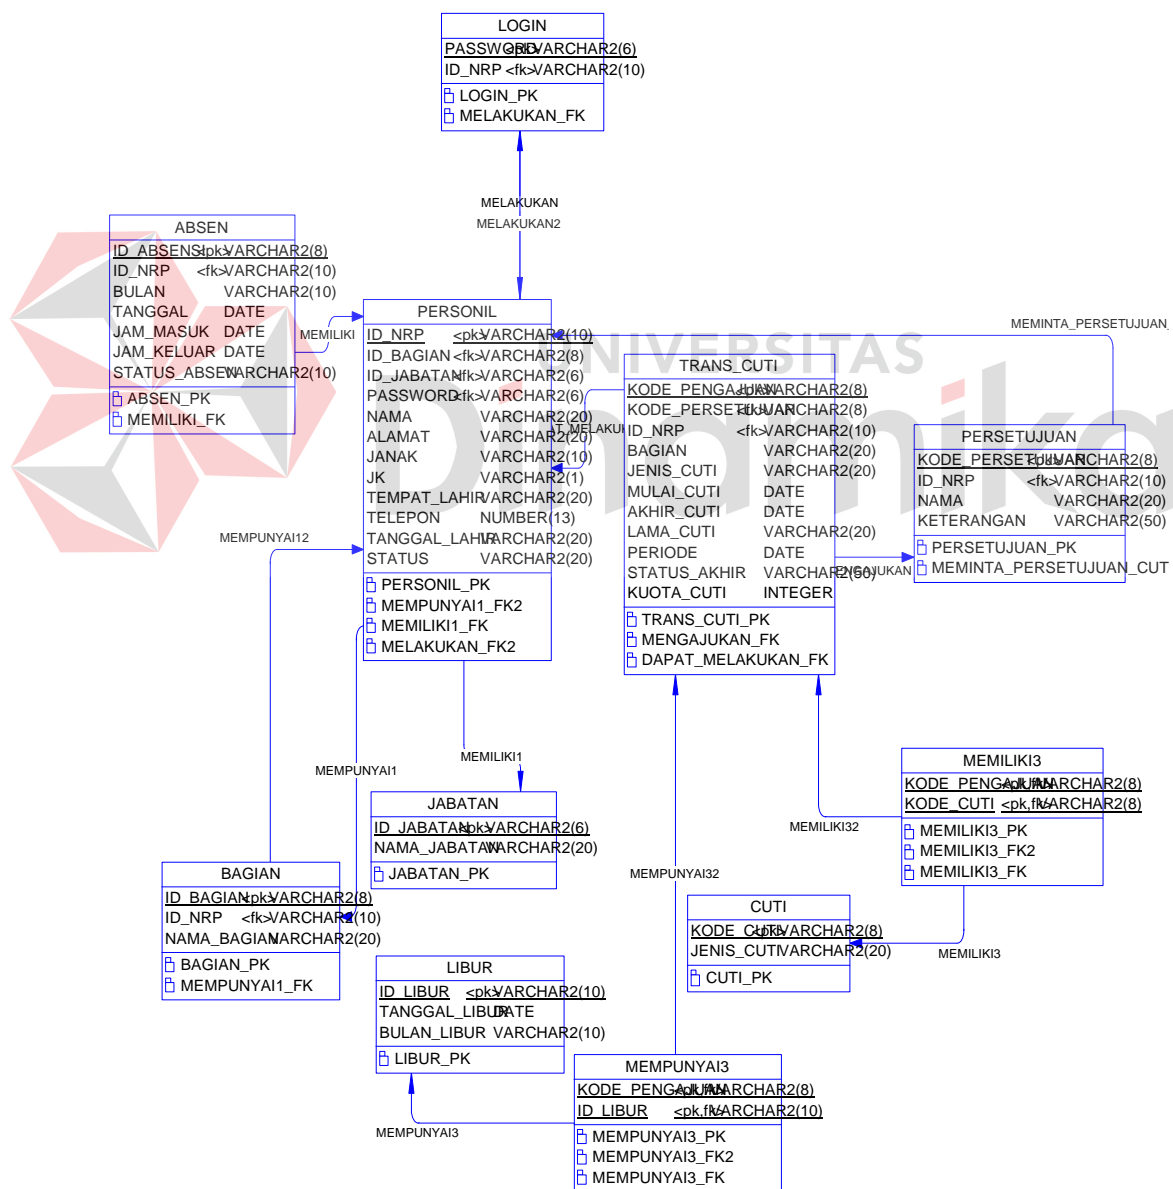 LOGIN
PASSWORD <pk> VARCHAR2(6)
ID_NRP <fk> VARCHAR2(10)
LOGIN_PK
MELAKUKAN_FK
MELAKUKAN
MELAKUKAN2
ABSEN
ID_ABSENSI <pk> VARCHAR2(8)
ID_NRP <fk> VARCHAR2(10)
BULAN VARCHAR2(10)
TANGGAL DATE
JAM_MASUK DATE
JAM_KELUAR DATE
STATUS_ABSEN VARCHAR2(10)
ABSEN_PK
MEMILIKI_FK
MEMILIKI
PERSONIL
ID_NRP <pk> VARCHAR2(10)
ID_BAGIAN <fk> VARCHAR2(8)
ID_JABATAN <fk> VARCHAR2(6)
PASSWORD <fk> VARCHAR2(6)
NAMA VARCHAR2(20)
ALAMAT VARCHAR2(20)
JANAK VARCHAR2(10)
JK VARCHAR2(1)
TEMPAT_LAHIR VARCHAR2(20)
TELEPON NUMBER(13)
TANGGAL_LAHIR VARCHAR2(20)
STATUS VARCHAR2(20)
PERSONIL_PK
MEMPUNYAI1_FK2
MEMILIKI1_FK
MELAKUKAN_FK2
UNIVERSITAS
Dinamika
MEMINTA_PERSETUJUAN_
TRANS_CUTI
KODE_PENGAJUAN <pk> VARCHAR2(8)
KODE_PERSETUJUAN <fk> VARCHAR2(8)
ID_NRP <fk> VARCHAR2(10)
BAGIAN VARCHAR2(20)
JENIS_CUTI VARCHAR2(20)
MULAI_CUTI DATE
AKHIR_CUTI DATE
LAMA_CUTI VARCHAR2(20)
PERIODE DATE
STATUS_AKHIR VARCHAR2(50)
KUOTA_CUTI INTEGER
TRANS_CUTI_PK
MENGAJUKAN_FK
DAPAT_MELAKUKAN_FK
AT_MELAKUK
ENGAJUKAN
PERSETUJUAN
KODE_PERSETUJUAN <pk> VARCHAR2(8)
ID_NRP <fk> VARCHAR2(10)
NAMA VARCHAR2(20)
KETERANGAN VARCHAR2(50)
PERSETUJUAN_PK
MEMINTA_PERSETUJUAN_CUT
MEMPUNYAI12
MEMPUNYAI1
MEMILIKI1
JABATAN
ID_JABATAN <pk> VARCHAR2(6)
NAMA_JABATAN VARCHAR2(20)
JABATAN_PK
BAGIAN
ID_BAGIAN <pk> VARCHAR2(8)
ID_NRP <fk> VARCHAR2(10)
NAMA_BAGIAN VARCHAR2(20)
BAGIAN_PK
MEMPUNYAI1_FK
MEMILIKI3
KODE_PENGAJUAN <pk,fk> VARCHAR2(8)
KODE_CUTI <pk,fk> VARCHAR2(8)
MEMILIKI3_PK
MEMILIKI3_FK2
MEMILIKI3_FK
MEMILIKI32
MEMPUNYAI32
CUTI
KODE_CUTI <pk> VARCHAR2(8)
JENIS_CUTI VARCHAR2(20)
CUTI_PK
MEMILIKI3
LIBUR
ID_LIBUR <pk> VARCHAR2(10)
TANGGAL_LIBUR DATE
BULAN_LIBUR VARCHAR2(10)
LIBUR_PK
MEMPUNYAI3
MEMPUNYAI3
KODE_PENGAJUAN <pk,fk> VARCHAR2(8)
ID_LIBUR <pk,fk> VARCHAR2(10)
MEMPUNYAI3_PK
MEMPUNYAI3_FK2
MEMPUNYAI3_FK